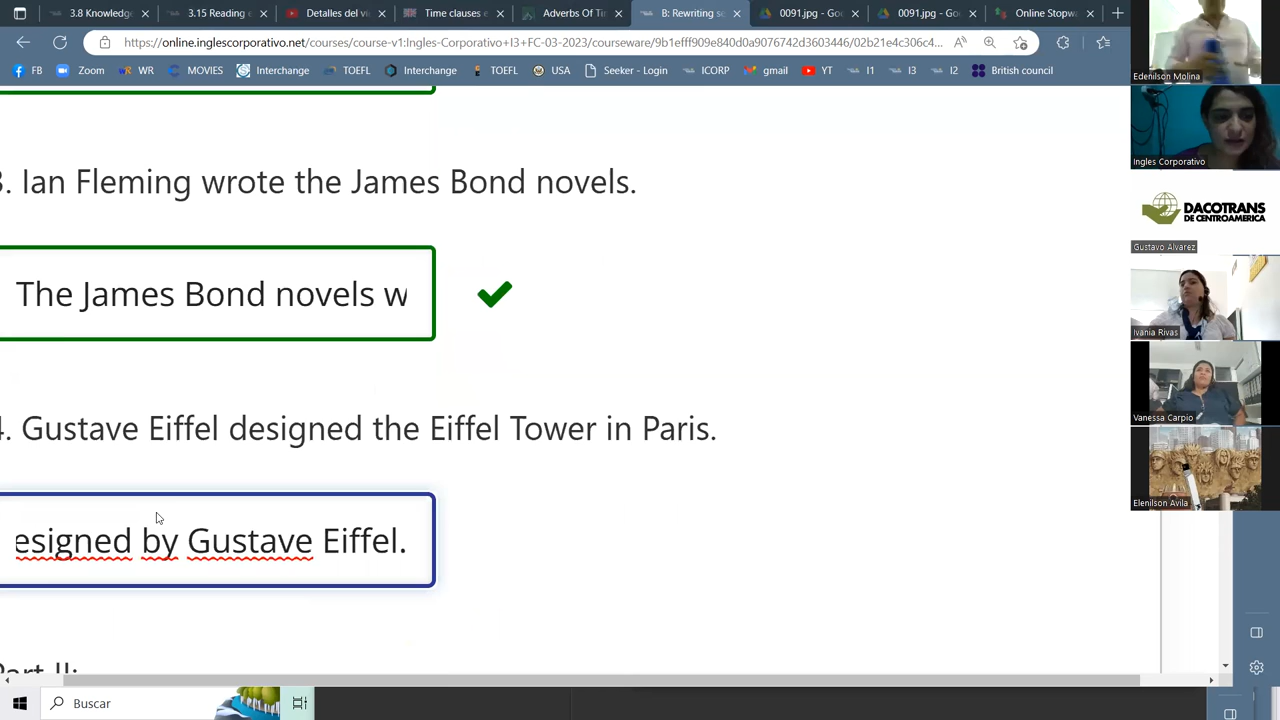 3.8 Knowledge
3.15 Reading e
Detalles del vi
Time clauses e
Adverbs Of Ti
B: Rewriting se
0091.jpg - Goo
0091.jpg - Goo
Online Stopw
https://online.inglescorporativo.net/courses/course-v1:Ingles-Corporativo+I3+FC-03-2023/courseware/9b1efff909e840d0a9076742d3603446/02b21e4c306c4...
FB
Zoom
WR
MOVIES
Interchange
TOEFL
Interchange
TOEFL
USA
Seeker - Login
ICORP
gmail
YT
I1
I3
I2
British council
3. Ian Fleming wrote the James Bond novels.
The James Bond novels w
4. Gustave Eiffel designed the Eiffel Tower in Paris.
esigned by Gustave Eiffel.
Part II:
Edenilson Molina
Ingles Corporativo
DACOTRANS
DE CENTROAMERICA
Gustavo Alvarez
Ivania Rivas
Vanessa Carpio
Elenilson Avila
Buscar